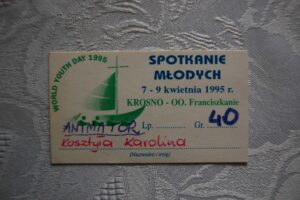 WORLD YOUTH DAY 1995
SPOTKANIE
MŁODYCH
7 - 9 kwietnia 1995 r.
KROSNO - OO. Franciszkanie
ANIMATOR Lp. ............ Gr. 40
Kosztyła Karolina
(Nazwisko i imię)